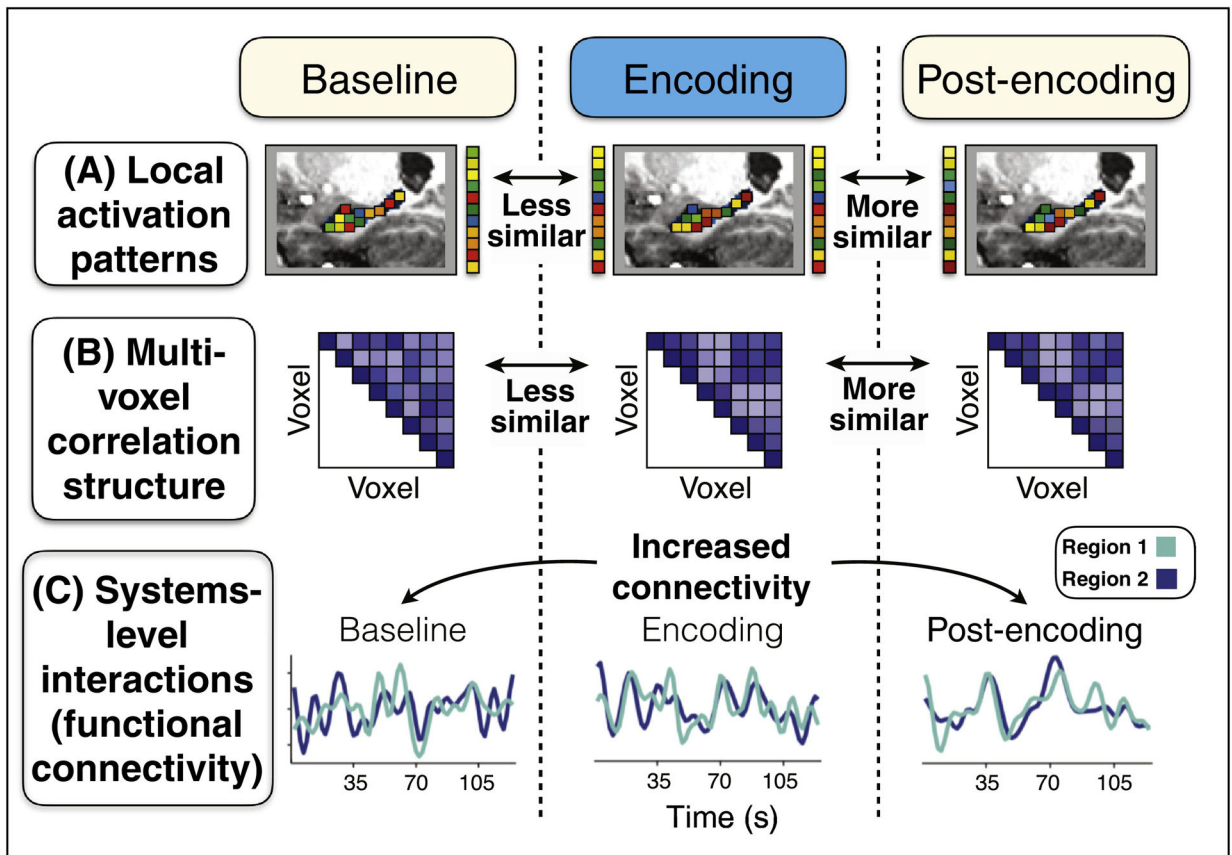 Baseline
Encoding
Post-encoding
(A) Local
activation
patterns
Less
similar
More
similar
(B) Multi-
voxel
correlation
structure
Voxel
Voxel
Less
similar
Voxel
Voxel
More
similar
Voxel
Voxel
(C) Systems-
level
interactions
(functional
connectivity)
Increased
connectivity
Region 1
Region 2
Baseline
Encoding
Post-encoding
35 70 105
35 70 105
35 70 105
Time (s)